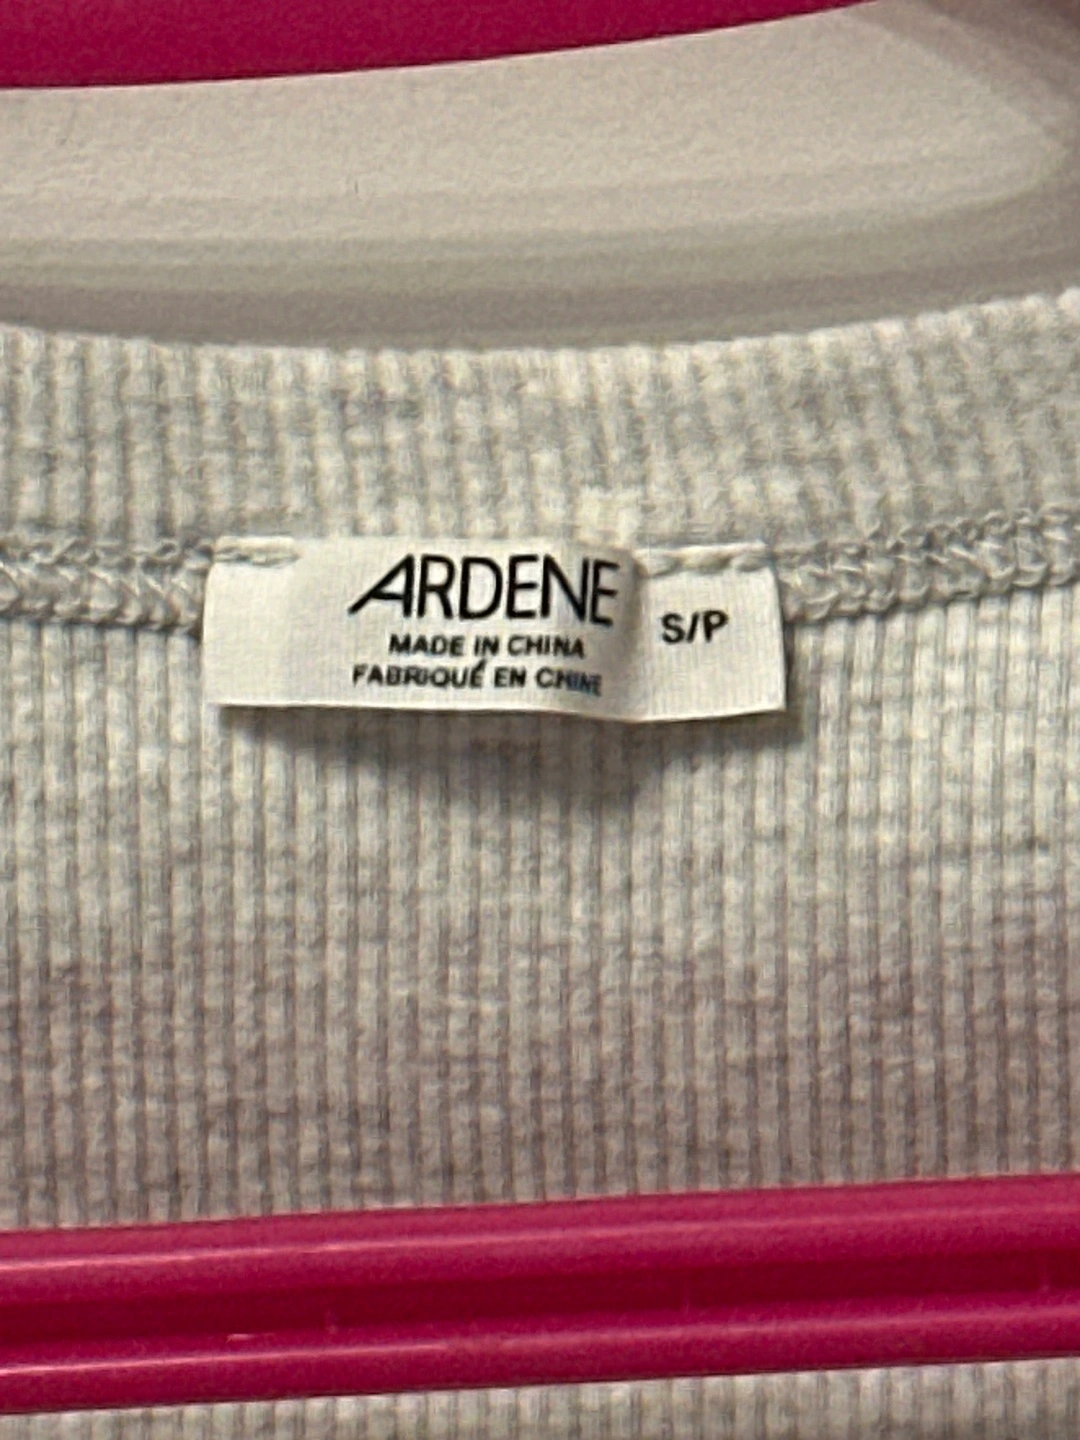 ARDENE
MADE IN CHINA
FABRIQUÉ EN CHINE
S/P